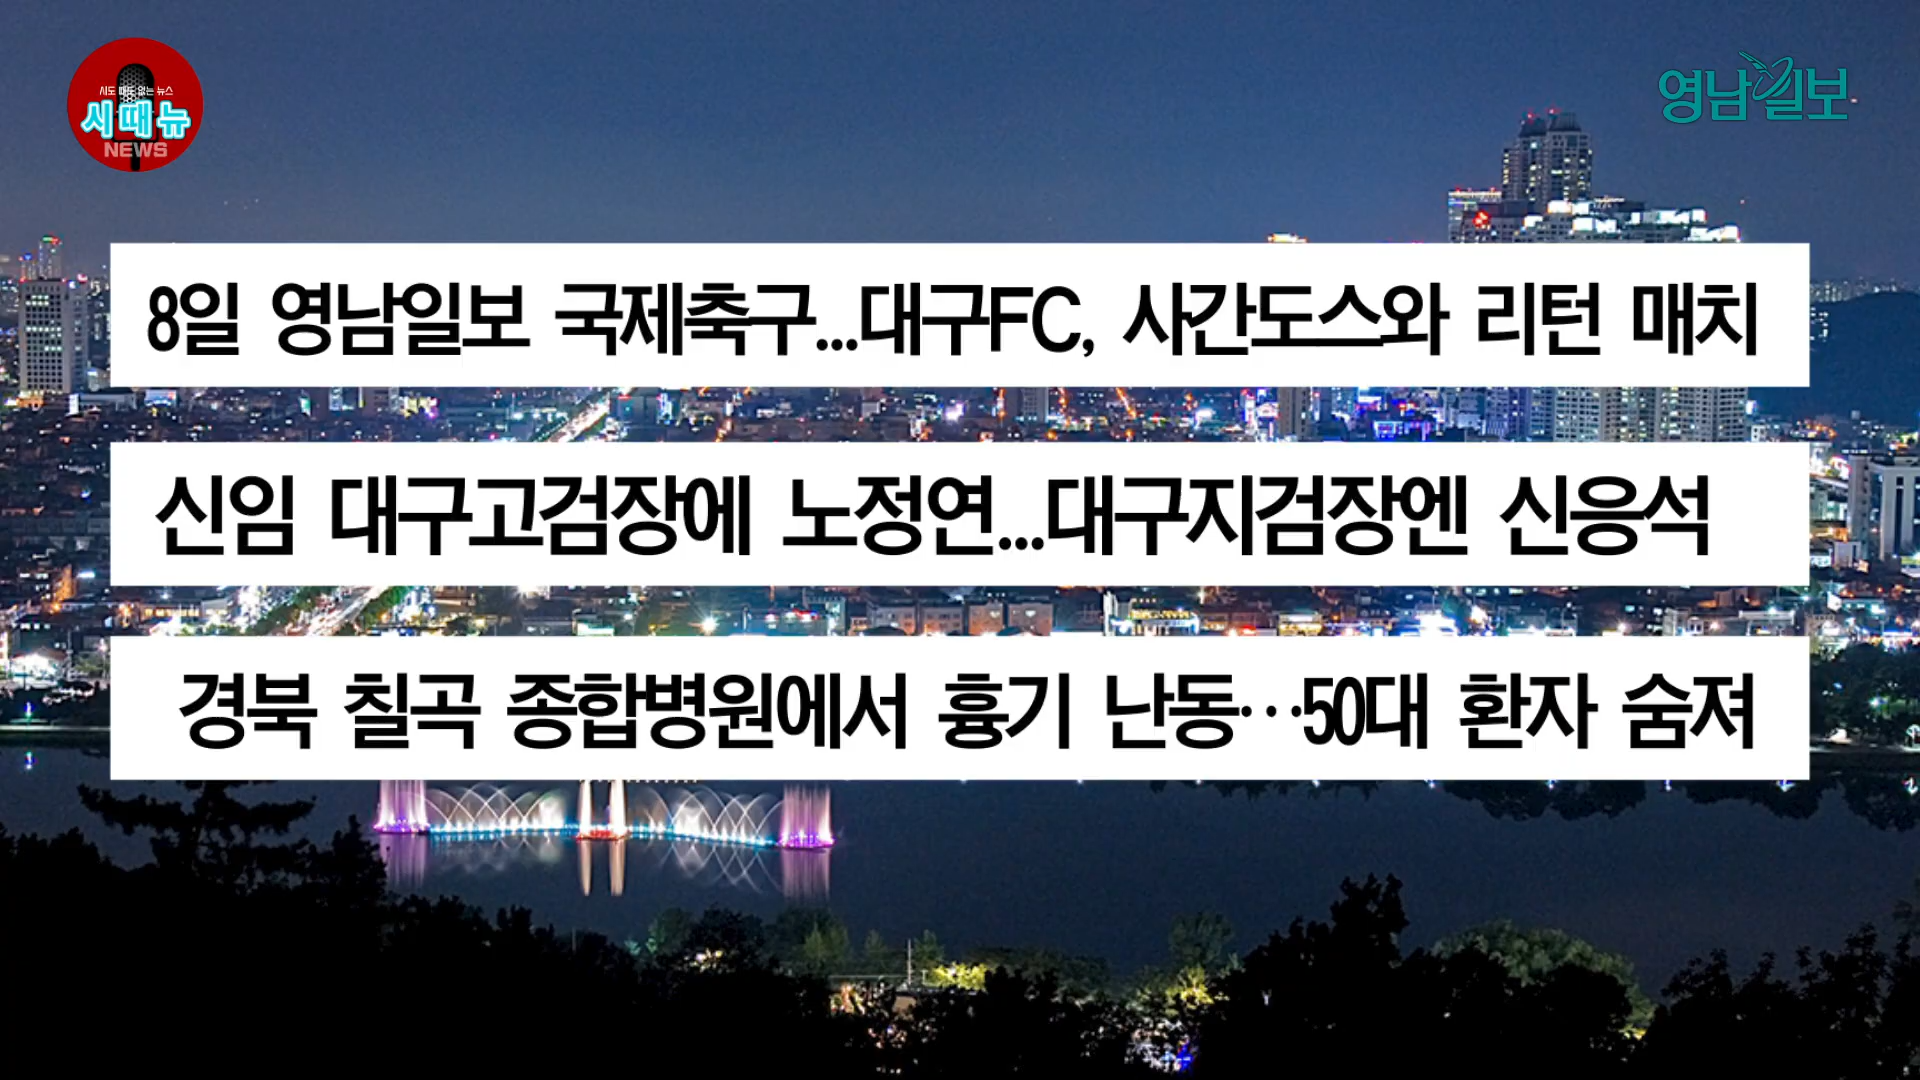 시도 때도 없는 뉴스
시때뉴
NEWS
영남일보
8일 영남일보 국제축구...대구FC, 사간도스와 리턴 매치
신임 대구고검장에 노정연...대구지검장엔 신응석
경북 칠곡 종합병원에서 흉기 난동…50대 환자 숨져